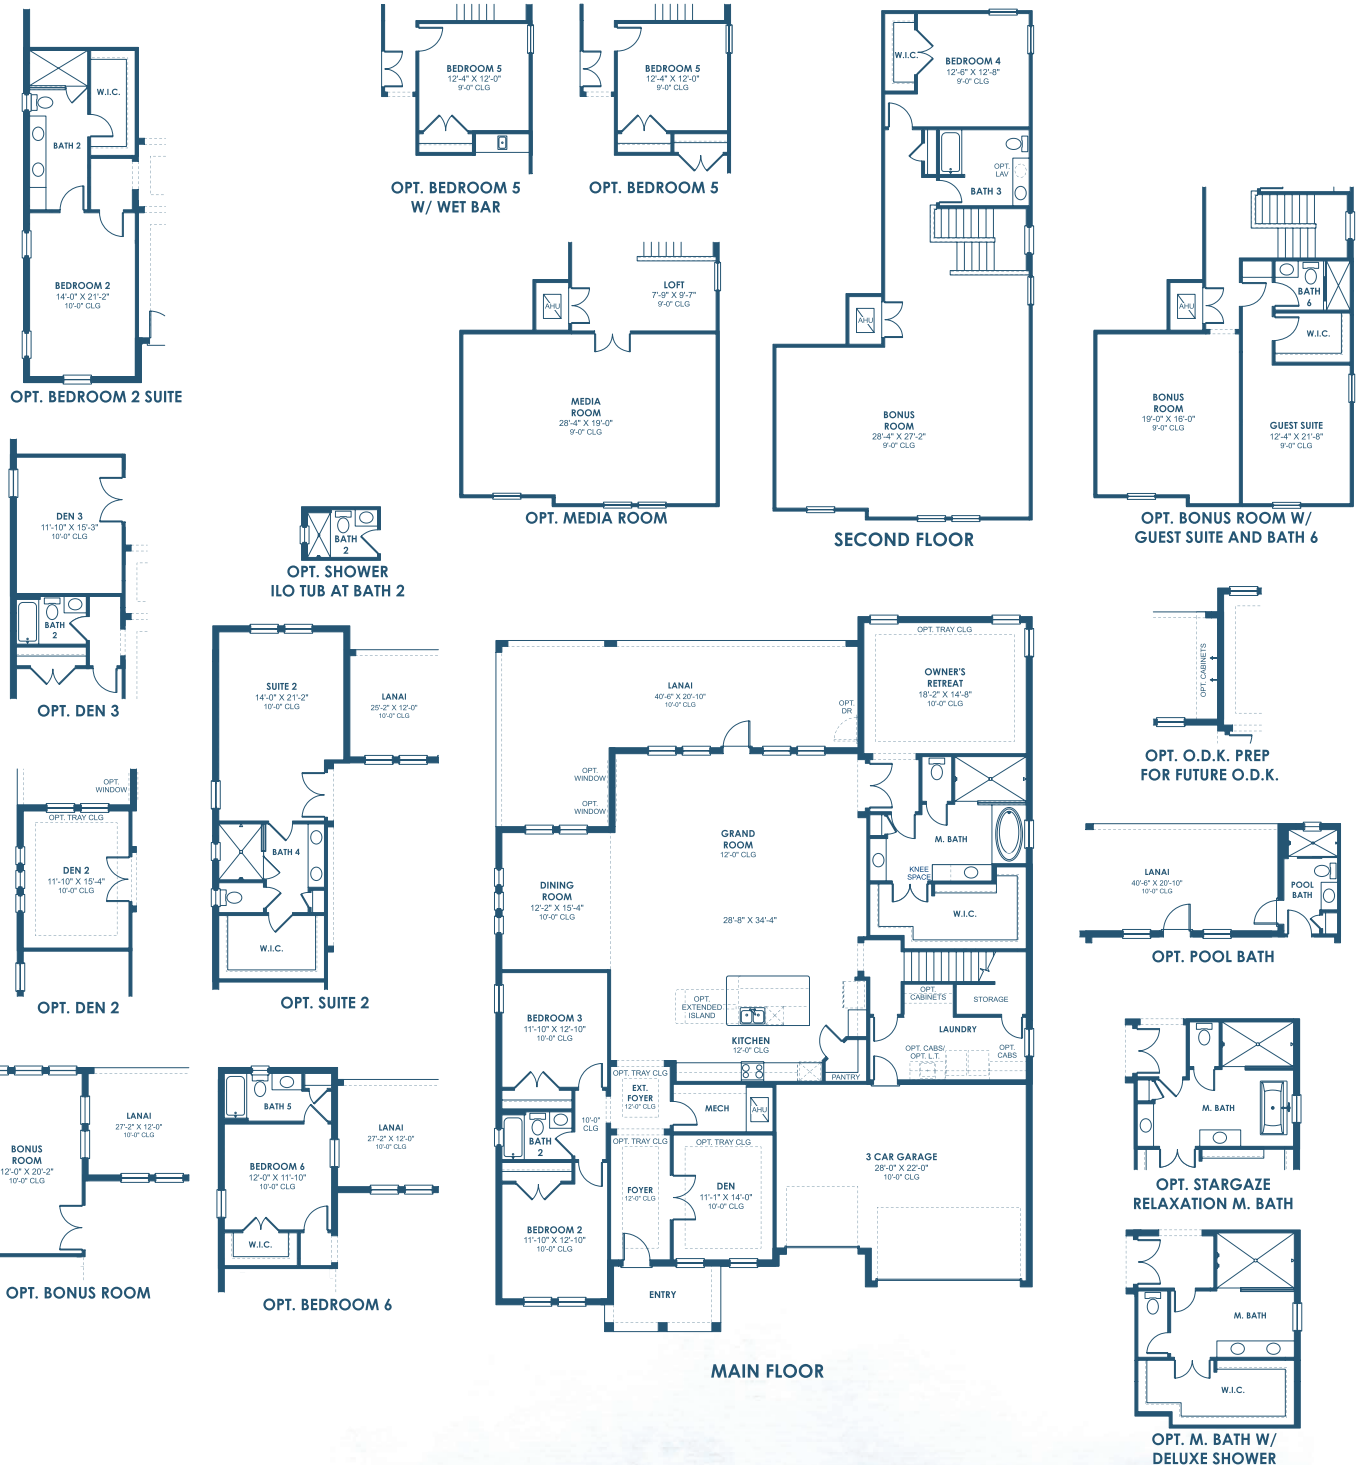 W.I.C.
BATH 2
BEDROOM 2
14'-0" X 21'-2"
10'-0" CLG
OPT. BEDROOM 2 SUITE
BEDROOM 5
12'-4" X 12'-0"
9'-0" CLG
OPT. BEDROOM 5
W/ WET BAR
BEDROOM 5
12'-4" X 12'-0"
9'-0" CLG
OPT. BEDROOM 5
LOFT
7'-9" X 9'-7"
9'-0" CLG
AHU
MEDIA
ROOM
28'-4" X 19'-0"
9'-0" CLG
OPT. MEDIA ROOM
W.I.C.
BEDROOM 4
12'-6" X 12'-8"
9'-0" CLG
OPT.
LAV
BATH 3
AHU
BONUS
ROOM
28'-4" X 27'-2"
9'-0" CLG
SECOND FLOOR
BATH
6
AHU
W.I.C.
BONUS
ROOM
19'-0" X 16'-0"
9'-0" CLG
GUEST SUITE
12'-4" X 21'-8"
9'-0" CLG
OPT. BONUS ROOM W/
GUEST SUITE AND BATH 6
DEN 3
11'-10" X 15'-3"
10'-0" CLG
BATH
2
OPT. DEN 3
BATH
2
OPT. SHOWER
ILO TUB AT BATH 2
OPT.
WINDOW
OPT. TRAY CLG
DEN 2
11'-10" X 15'-4"
10'-0" CLG
OPT. DEN 2
SUITE 2
14'-0" X 21'-2"
10'-0" CLG
LANAI
25'-2" X 12'-0"
10'-0" CLG
BATH 4
W.I.C.
OPT. SUITE 2
LANAI
27'-2" X 12'-0"
10'-0" CLG
BONUS
ROOM
12'-0" X 20'-2"
10'-0" CLG
OPT. BONUS ROOM
BATH 5
LANAI
27'-2" X 12'-0"
10'-0" CLG
BEDROOM 6
12'-0" X 11'-10"
10'-0" CLG
W.I.C.
OPT. BEDROOM 6
OPT. TRAY CLG
OWNER'S
RETREAT
18'-2" X 14'-8"
10'-0" CLG
LANAI
40'-6" X 20'-10"
10'-0" CLG
OPT.
DR
OPT.
WINDOW
OPT.
WINDOW
GRAND
ROOM
12'-0" CLG
28'-8" X 34'-4"
M. BATH
KNEE
SPACE
W.I.C.
DINING
ROOM
12'-2" X 15'-4"
10'-0" CLG
OPT.
CABINETS
STORAGE
OPT.
EXTENDED
ISLAND
BEDROOM 3
11'-10" X 12'-10"
10'-0" CLG
KITCHEN
12'-0" CLG
LAUNDRY
OPT. CABS/
OPT. L.T.
OPT.
CABS
PANTRY
OPT. TRAY CLG
EXT.
FOYER
12'-0" CLG
10'-0"
CLG
MECH
AHU
BATH
2
OPT. TRAY CLG
OPT. TRAY CLG
FOYER
12'-0" CLG
DEN
11'-1" X 14'-0"
10'-0" CLG
3 CAR GARAGE
28'-0" X 22'-0"
10'-0" CLG
BEDROOM 2
11'-10" X 12'-10"
10'-0" CLG
ENTRY
MAIN FLOOR
OPT. CABINETS
OPT. O.D.K. PREP
FOR FUTURE O.D.K.
LANAI
40'-6" X 20'-10"
10'-0" CLG
POOL
BATH
OPT. POOL BATH
M. BATH
OPT. STARGAZE
RELAXATION M. BATH
M. BATH
W.I.C.
OPT. M. BATH W/
DELUXE SHOWER